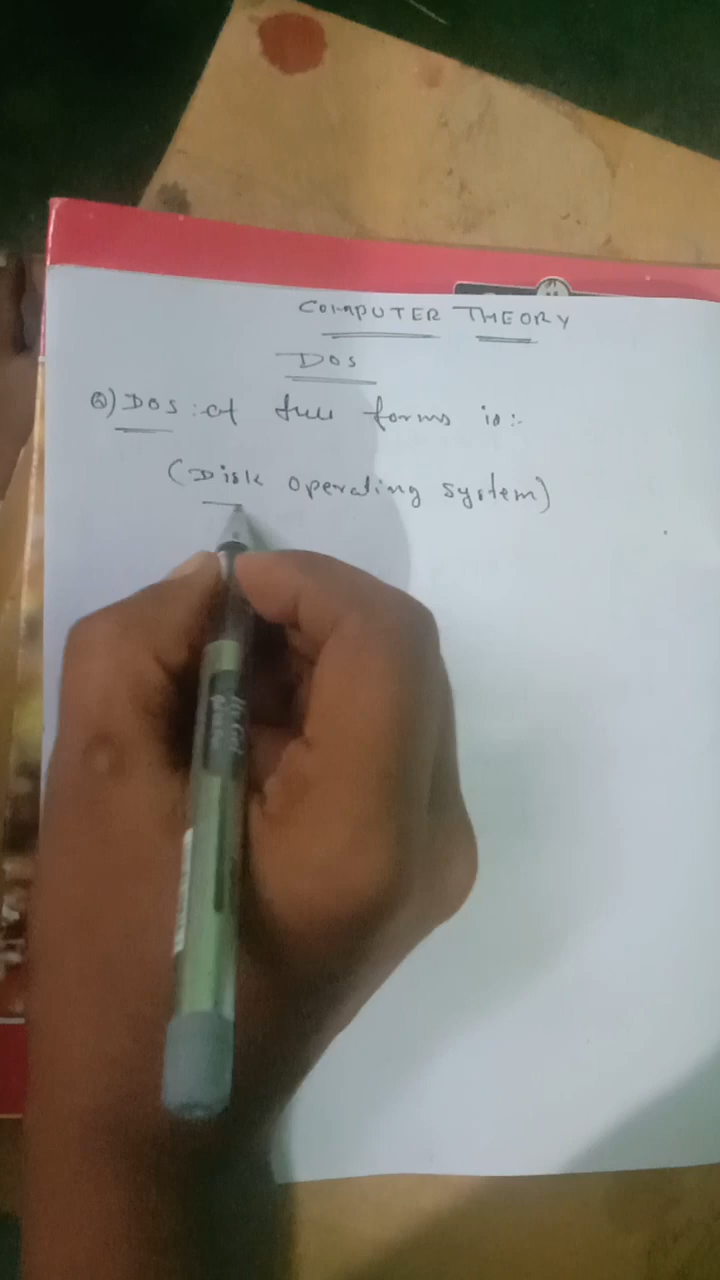 COMPUTER THEORY
DOS
Q) DOS :of full forms is :-
(Disk operating system)